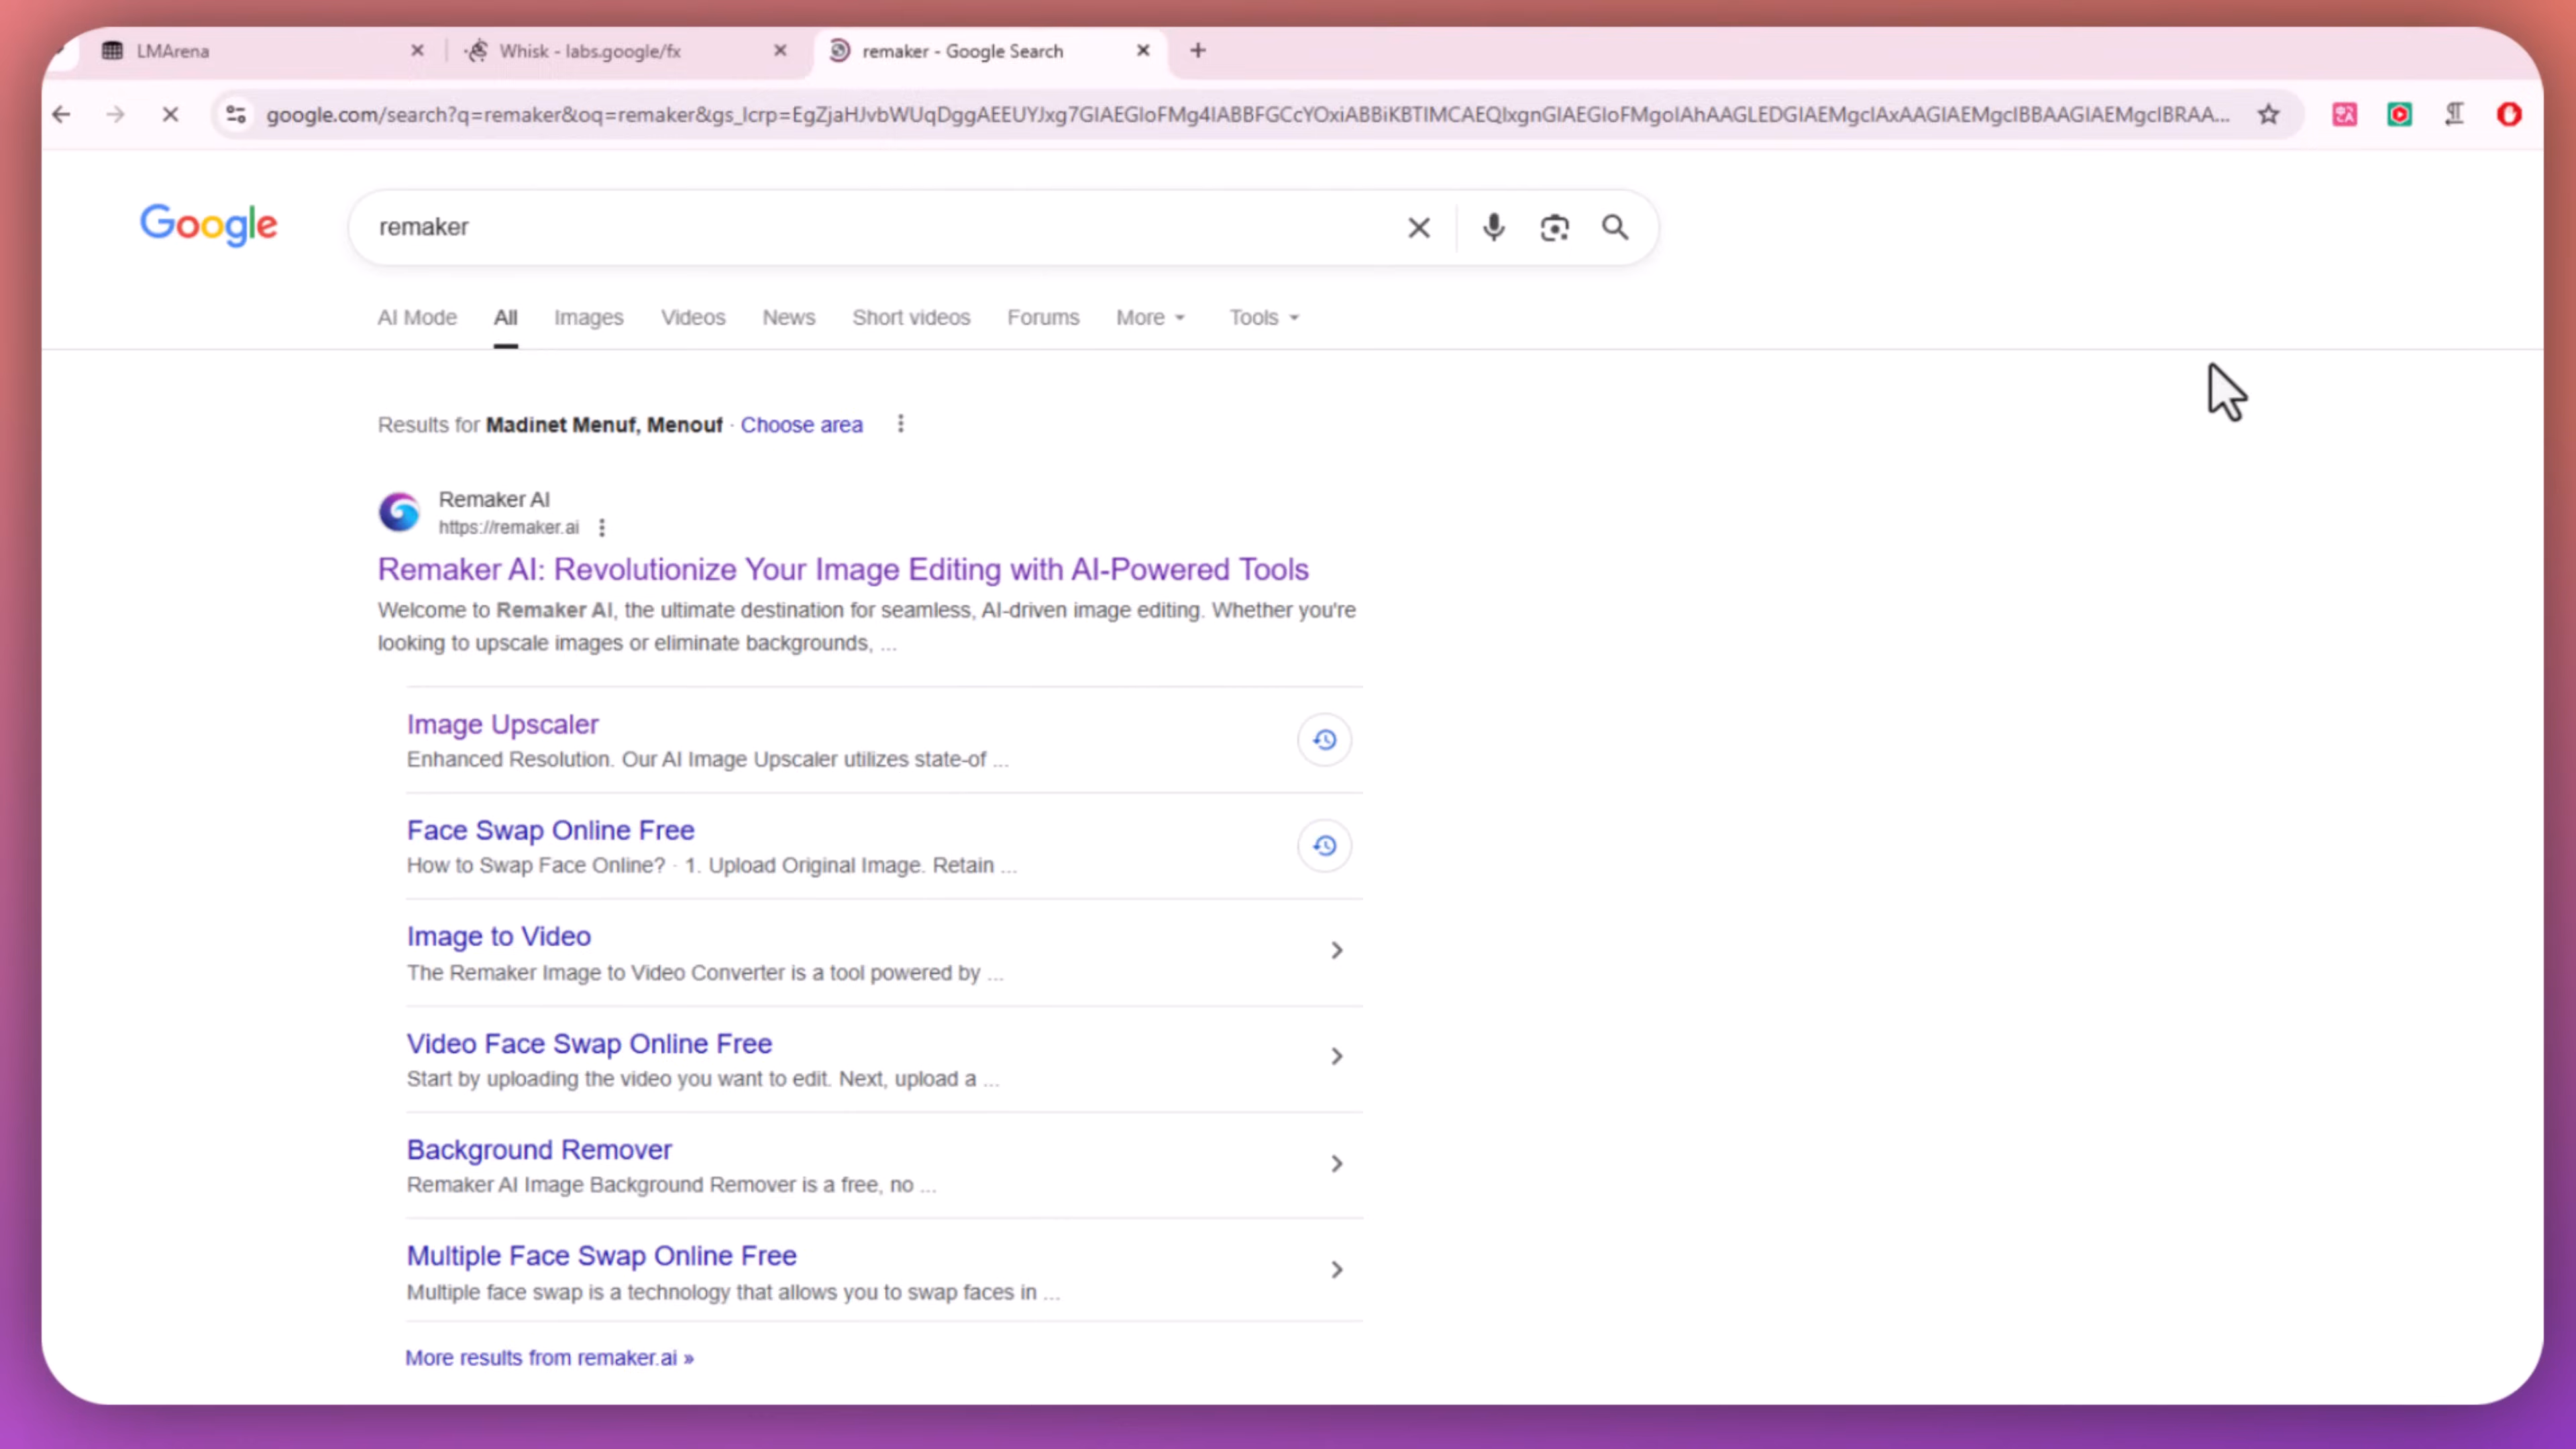 LMArena
Whisk - labs.google/fx
remaker - Google Search
google.com/search?q=remaker&oq=remaker&gs_lcrp=EgZjaHJvbWUqDggAEEUYJxg7GIAEGIoFMg4IABBFGCcYOxiABBiKBTIMCAEQIxgnGIAEGIoFMgoIAhAAGLEDGIAEMgcIAxAAGIAEMgcIBBAAGIAEMgcIBRAA...
Google
remaker
AI Mode
All
Images
Videos
News
Short videos
Forums
More
Tools
Results for Madinet Menuf, Menouf · Choose area
Remaker AI
https://remaker.ai
Remaker AI: Revolutionize Your Image Editing with AI-Powered Tools
Welcome to Remaker AI, the ultimate destination for seamless, AI-driven image editing. Whether you're
looking to upscale images or eliminate backgrounds, ...
Image Upscaler
Enhanced Resolution. Our AI Image Upscaler utilizes state-of ...
Face Swap Online Free
How to Swap Face Online? · 1. Upload Original Image. Retain ...
Image to Video
The Remaker Image to Video Converter is a tool powered by ...
Video Face Swap Online Free
Start by uploading the video you want to edit. Next, upload a ...
Background Remover
Remaker AI Image Background Remover is a free, no ...
Multiple Face Swap Online Free
Multiple face swap is a technology that allows you to swap faces in ...
More results from remaker.ai »